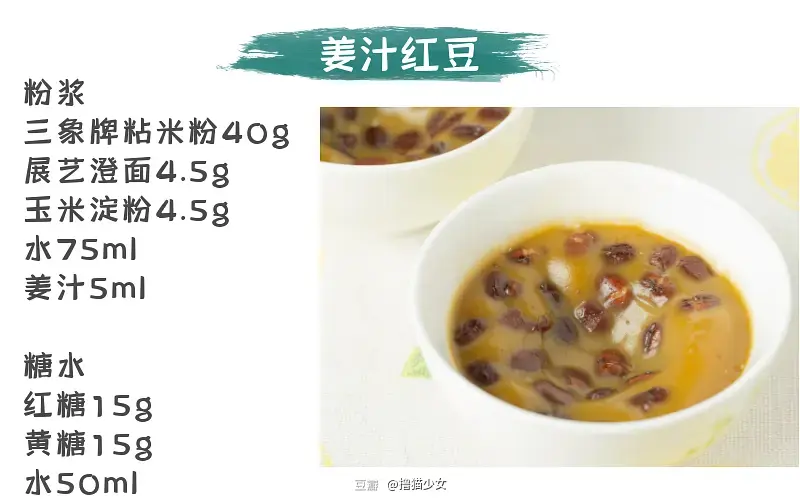 姜汁红豆
粉浆
三象牌粘米粉40g
展艺澄面4.5g
玉米淀粉4.5g
水75ml
姜汁5ml
糖水
红糖15g
黄糖15g
水50ml
豆瓣 @撸猫少女